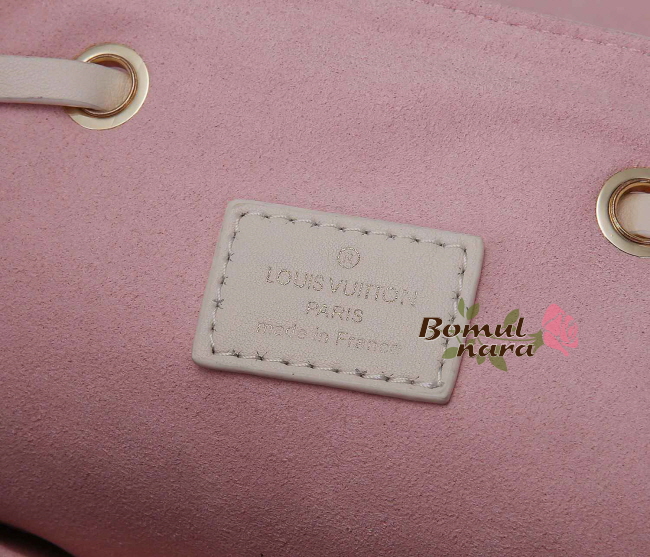 ®
LOUIS VUITTON
PARIS
made in France
Bomul
nara